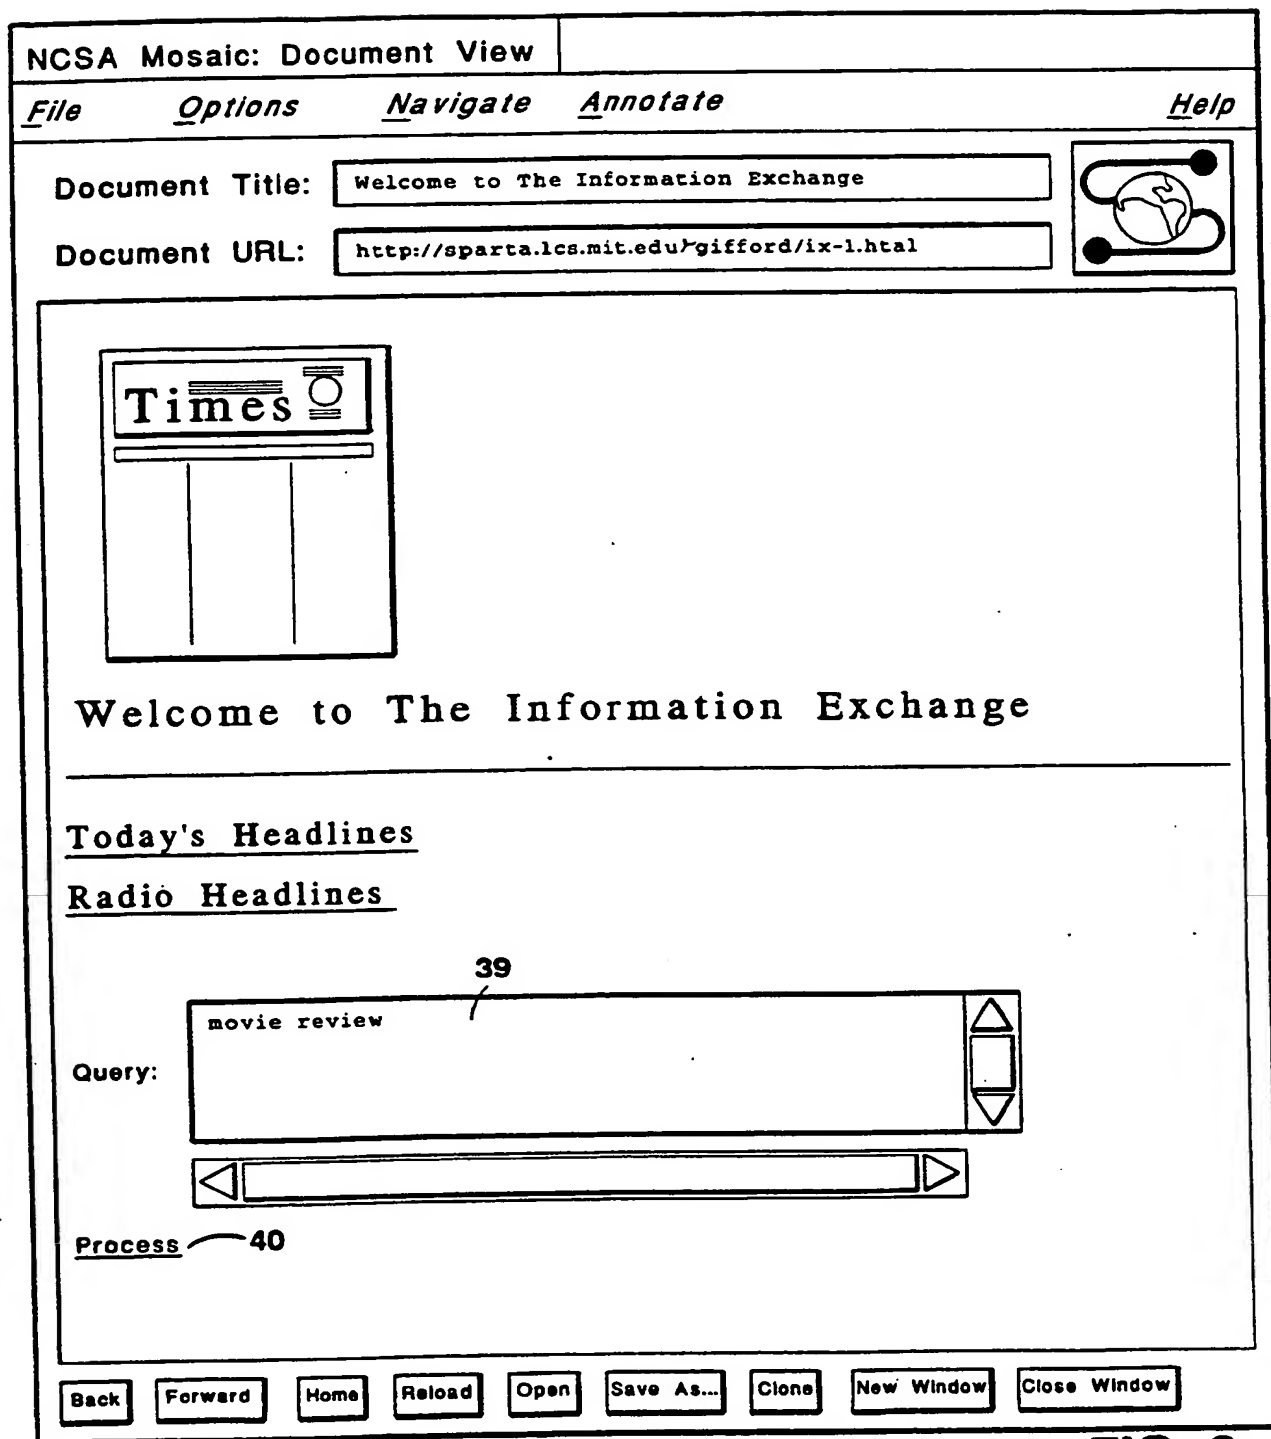 NCSA Mosaic: Document View
File Options Navigate Annotate Help
Document Title: Welcome to The Information Exchange
Document URL: http://sparta.lcs.mit.edu/~gifford/ix-1.htal
Times
Welcome to The Information Exchange
Today's Headlines
Radio Headlines
39
movie review
Query:
Process 40
Back Forward Home Reload Open Save As... Clone New Window Close Window